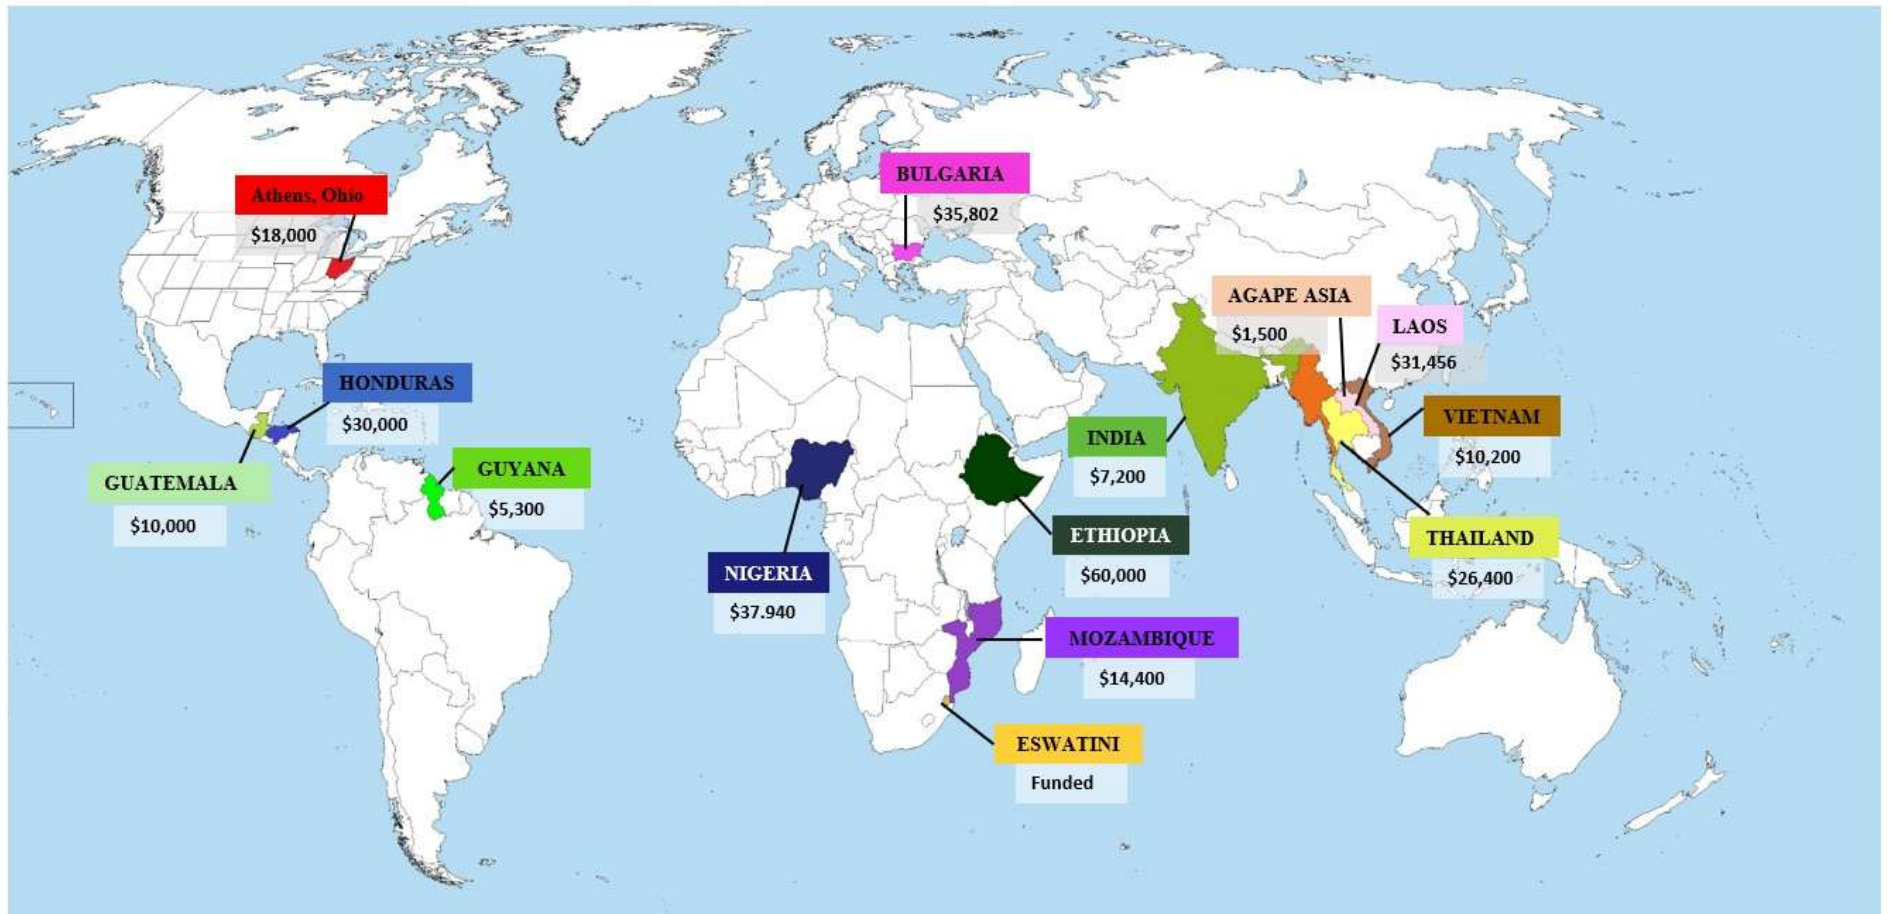 BULGARIA
$35,802
Athens, Ohio
$18,000
AGAPE ASIA
$1,500
LAOS
$31,456
HONDURAS
$30,000
VIETNAM
$10,200
INDIA
$7,200
GUYANA
$5,300
GUATEMALA
$10,000
ETHIOPIA
$60,000
THAILAND
$26,400
NIGERIA
$37.940
MOZAMBIQUE
$14,400
ESWATINI
Funded